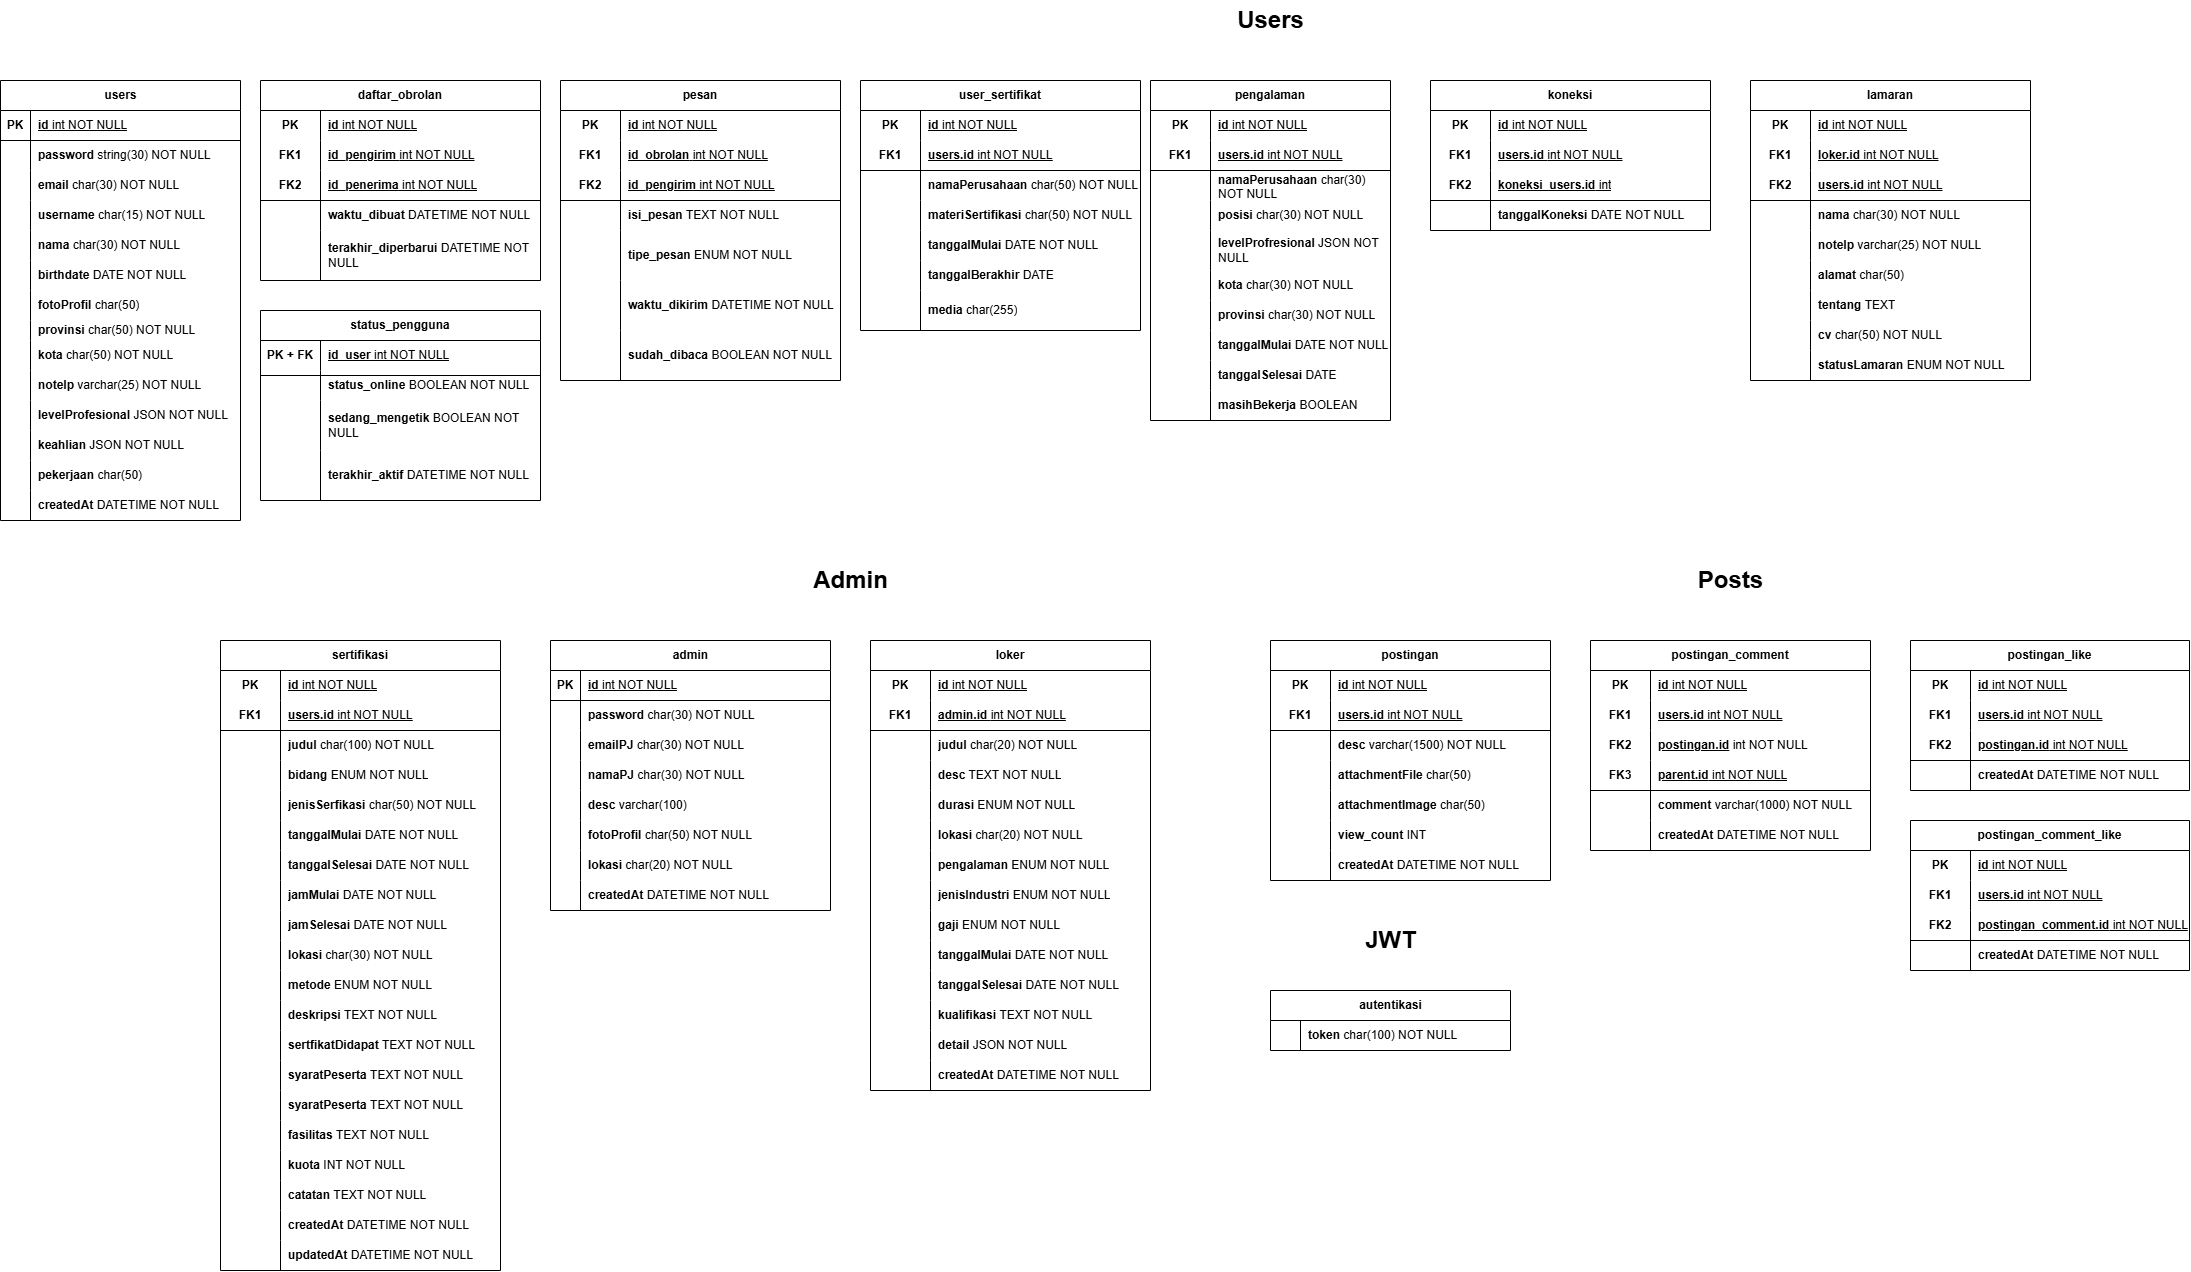 Users
users
PK id int NOT NULL
password string(30) NOT NULL
email char(30) NOT NULL
username char(15) NOT NULL
nama char(30) NOT NULL
birthdate DATE NOT NULL
fotoProfil char(50)
provinsi char(50) NOT NULL
kota char(50) NOT NULL
notelp varchar(25) NOT NULL
levelProfesional JSON NOT NULL
keahlian JSON NOT NULL
pekerjaan char(50)
createdAt DATETIME NOT NULL
daftar_obrolan
PK id int NOT NULL
FK1 id_pengirim int NOT NULL
FK2 id_penerima int NOT NULL
waktu_dibuat DATETIME NOT NULL
terakhir_diperbarui DATETIME NOT
NULL
status_pengguna
PK + FK id_user int NOT NULL
status_online BOOLEAN NOT NULL
sedang_mengetik BOOLEAN NOT
NULL
terakhir_aktif DATETIME NOT NULL
pesan
PK id int NOT NULL
FK1 id_obrolan int NOT NULL
FK2 id_pengirim int NOT NULL
isi_pesan TEXT NOT NULL
tipe_pesan ENUM NOT NULL
waktu_dikirim DATETIME NOT NULL
sudah_dibaca BOOLEAN NOT NULL
user_sertifikat
PK id int NOT NULL
FK1 users.id int NOT NULL
namaPerusahaan char(50) NOT NULL
materiSertifikasi char(50) NOT NULL
tanggalMulai DATE NOT NULL
tanggalBerakhir DATE
media char(255)
pengalaman
PK id int NOT NULL
FK1 users.id int NOT NULL
namaPerusahaan char(30)
NOT NULL
posisi char(30) NOT NULL
levelProfresional JSON NOT
NULL
kota char(30) NOT NULL
provinsi char(30) NOT NULL
tanggalMulai DATE NOT NULL
tanggalSelesai DATE
masihBekerja BOOLEAN
koneksi
PK id int NOT NULL
FK1 users.id int NOT NULL
FK2 koneksi_users.id int
tanggalKoneksi DATE NOT NULL
lamaran
PK id int NOT NULL
FK1 loker.id int NOT NULL
FK2 users.id int NOT NULL
nama char(30) NOT NULL
notelp varchar(25) NOT NULL
alamat char(50)
tentang TEXT
cv char(50) NOT NULL
statusLamaran ENUM NOT NULL
Admin
sertifikasi
PK id int NOT NULL
FK1 users.id int NOT NULL
judul char(100) NOT NULL
bidang ENUM NOT NULL
jenisSerfikasi char(50) NOT NULL
tanggalMulai DATE NOT NULL
tanggalSelesai DATE NOT NULL
jamMulai DATE NOT NULL
jamSelesai DATE NOT NULL
lokasi char(30) NOT NULL
metode ENUM NOT NULL
deskripsi TEXT NOT NULL
sertfikatDidapat TEXT NOT NULL
syaratPeserta TEXT NOT NULL
syaratPeserta TEXT NOT NULL
fasilitas TEXT NOT NULL
kuota INT NOT NULL
catatan TEXT NOT NULL
createdAt DATETIME NOT NULL
updatedAt DATETIME NOT NULL
admin
PK id int NOT NULL
password char(30) NOT NULL
emailPJ char(30) NOT NULL
namaPJ char(30) NOT NULL
desc varchar(100)
fotoProfil char(50) NOT NULL
lokasi char(20) NOT NULL
createdAt DATETIME NOT NULL
loker
PK id int NOT NULL
FK1 admin.id int NOT NULL
judul char(20) NOT NULL
desc TEXT NOT NULL
durasi ENUM NOT NULL
lokasi char(20) NOT NULL
pengalaman ENUM NOT NULL
jenisIndustri ENUM NOT NULL
gaji ENUM NOT NULL
tanggalMulai DATE NOT NULL
tanggalSelesai DATE NOT NULL
kualifikasi TEXT NOT NULL
detail JSON NOT NULL
createdAt DATETIME NOT NULL
Posts
postingan
PK id int NOT NULL
FK1 users.id int NOT NULL
desc varchar(1500) NOT NULL
attachmentFile char(50)
attachmentImage char(50)
view_count INT
createdAt DATETIME NOT NULL
postingan_comment
PK id int NOT NULL
FK1 users.id int NOT NULL
FK2 postingan.id int NOT NULL
FK3 parent.id int NOT NULL
comment varchar(1000) NOT NULL
createdAt DATETIME NOT NULL
postingan_like
PK id int NOT NULL
FK1 users.id int NOT NULL
FK2 postingan.id int NOT NULL
createdAt DATETIME NOT NULL
postingan_comment_like
PK id int NOT NULL
FK1 users.id int NOT NULL
FK2 postingan_comment.id int NOT NULL
createdAt DATETIME NOT NULL
JWT
autentikasi
token char(100) NOT NULL